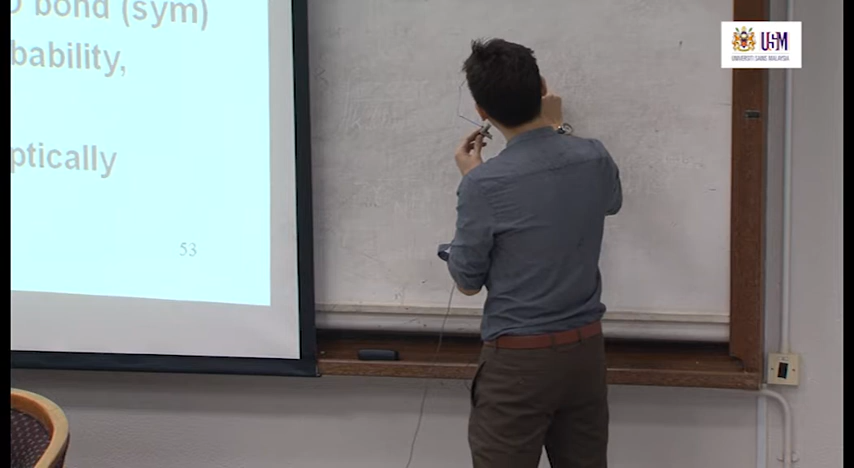 O bond (sym)
bability,
ptically
53
USM
UNIVERSITI SAINS MALAYSIA